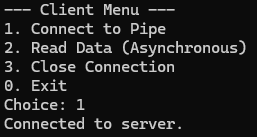 --- Client Menu ---
1. Connect to Pipe
2. Read Data (Asynchronous)
3. Close Connection
0. Exit
Choice: 1
Connected to server.